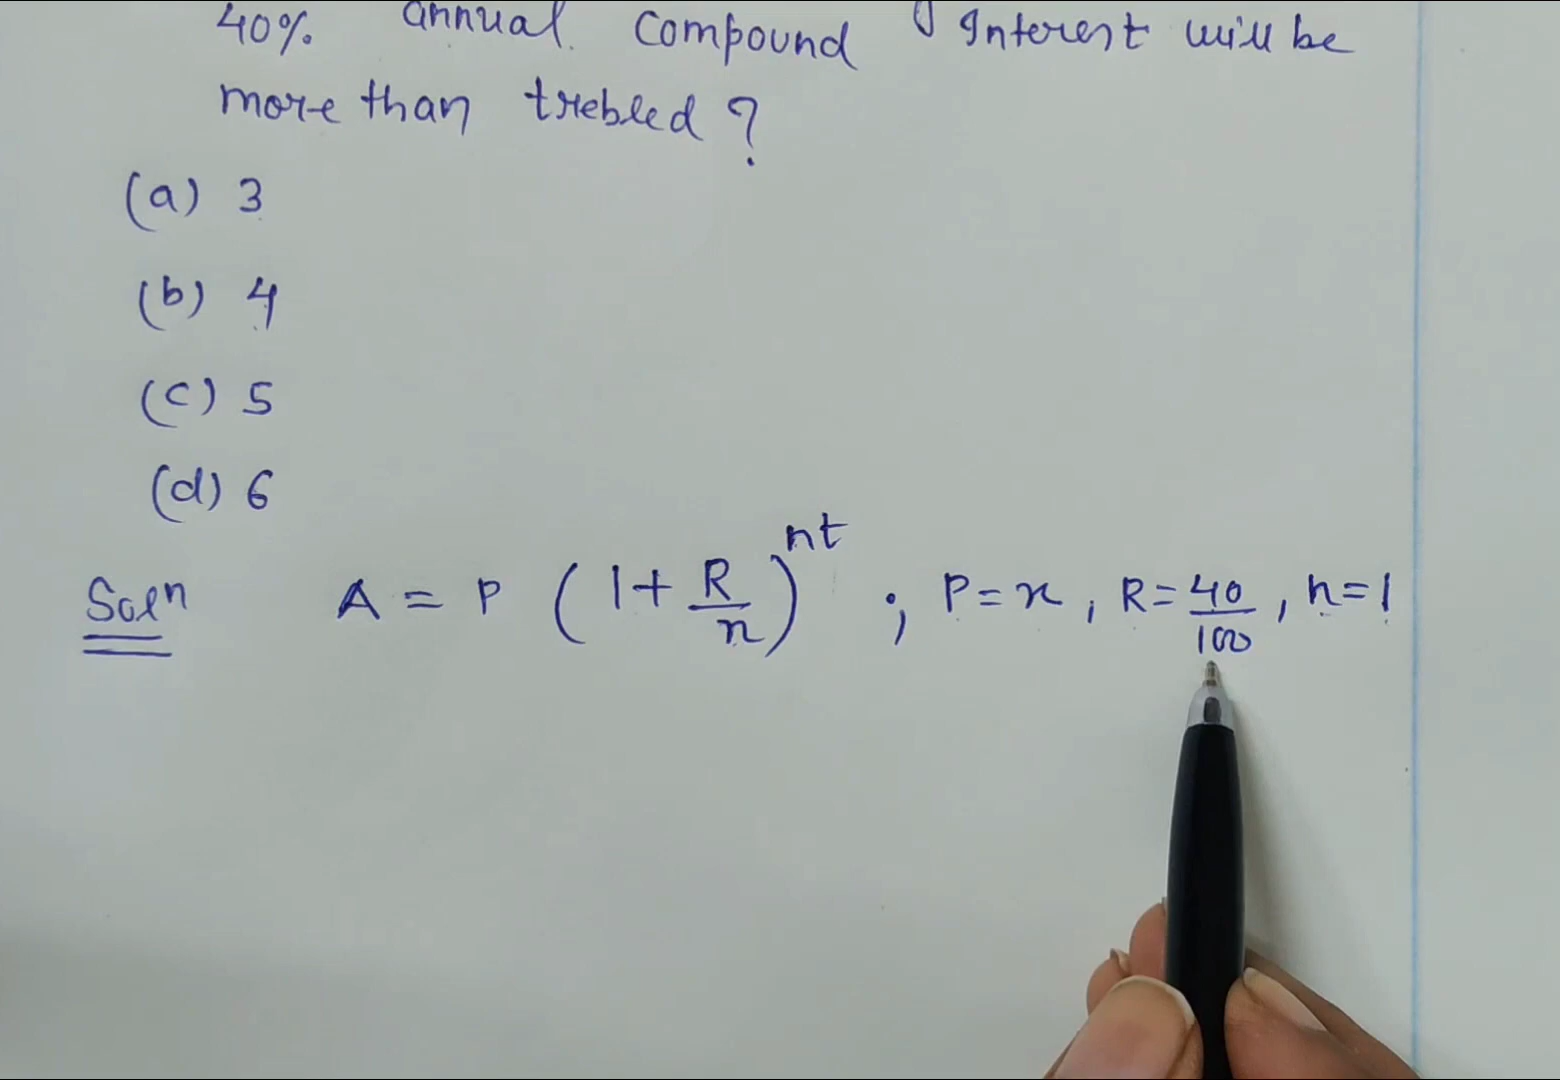 40% annual compound Interest will be
more than trebled ?
(a) 3
(b) 4
(c) 5
(d) 6
Soln A = P (1 + R/n)^nt ; P = x , R = 40/100 , n = 1